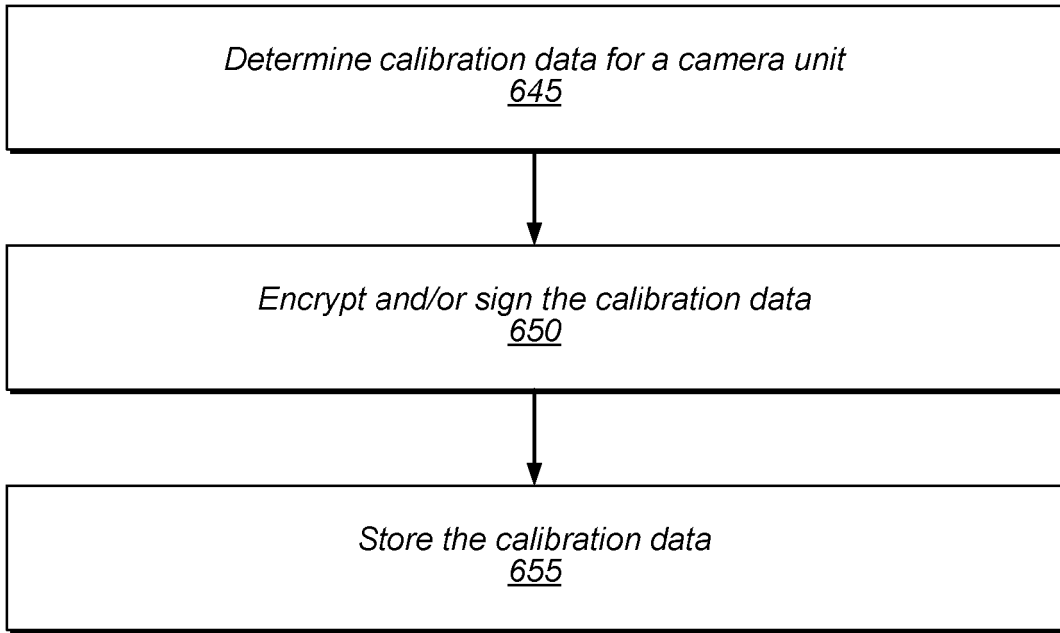 Determine calibration data for a camera unit
645
Encrypt and/or sign the calibration data
650
Store the calibration data
655